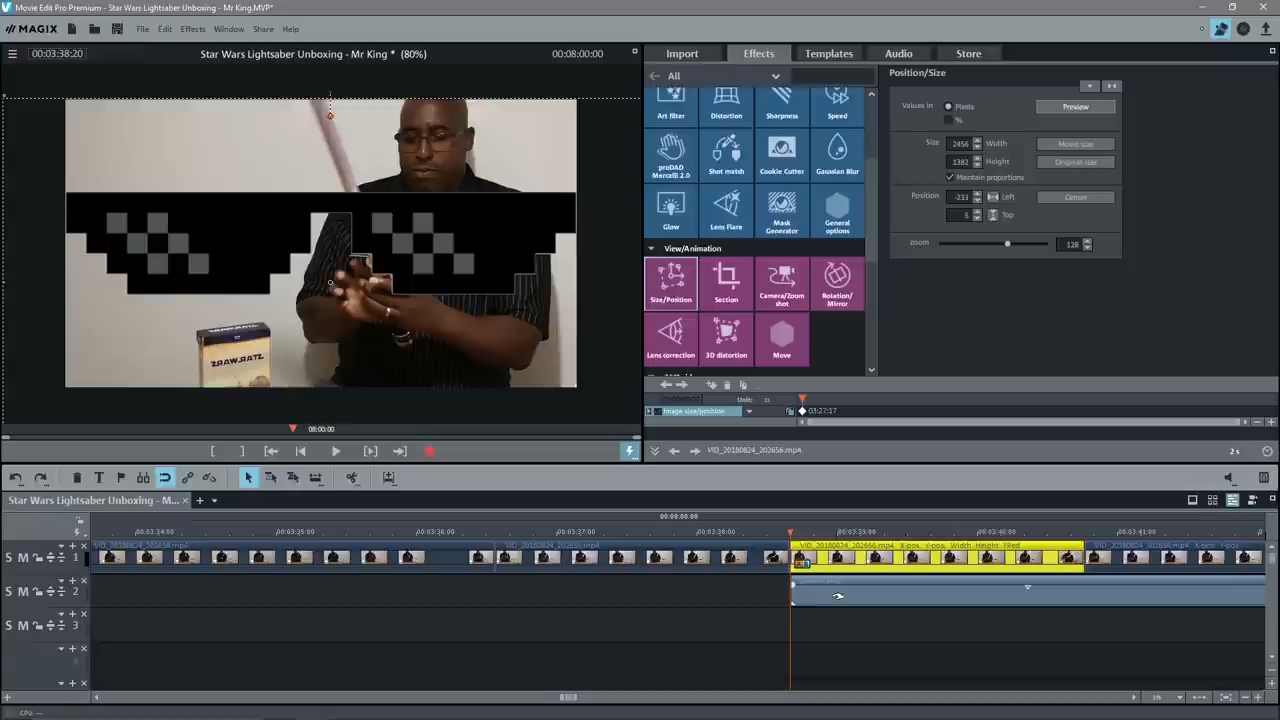 Movie Edit Pro Premium - Star Wars Lightsaber Unboxing - Mr King.MVP*
MAGIX
File Edit Effects Window Share Help
00:03:38:20 Star Wars Lightsaber Unboxing - Mr King * (80%) 00:08:00:00
Import Effects Templates Audio Store
All
Position/Size
Art filter Distortion Sharpness Speed
proDAD Mercalli 2.0 Shot match Cookie Cutter Gaussian Blur
Glow Lens Flare Mask Generator General options
View/Animation
Size/Position Section Camera/Zoom shot Rotation/Mirror
Lens correction 3D distortion Move
Values in Pixels Preview
%
Size 2456 Width Movie size
1382 Height Original size
Maintain proportions
Position -233 Left Center
5 Top
zoom 128
STAR WARS
08:00:00
Unit: 1s
Image size/position 03:27:17
VID_20180824_202656.mp4 2 s
Star Wars Lightsaber Unboxing - M...
00:08:00:00
00:03:34:00 00:03:35:00 00:03:36:00 00:03:37:00 00:03:38:00 00:03:39:00 00:03:40:00 00:03:41:00
S M 1
VID_20180824_202656.mp4 VID_20180824_202656.mp4 VID_20180824_202656.mp4 X-pos. Y-pos. Width Height TRed VID_20180824_202656.mp4 X-pos. Y-pos.
S M 2
S M 3
4
1%
CPU: —